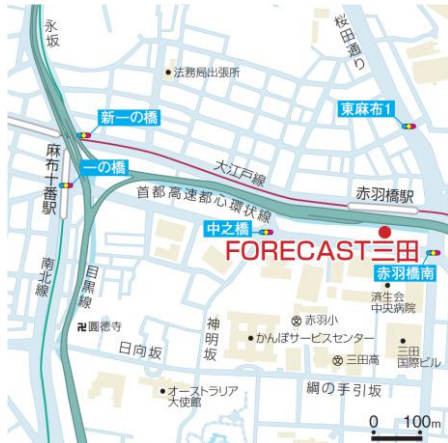 永坂
桜田通り
法務局出張所
新一の橋
東麻布1
麻布十番駅
一の橋
大江戸線
首都高速都心環状線
赤羽橋駅
中之橋
FORECAST三田
赤羽橋南
南北線
目黒線
済生会
中央病院
圓徳寺
神明坂
赤羽小
日向坂
かんぽサービスセンター
三田高
三田
国際ビル
オーストラリア
大使館
綱の手引坂
0 100m